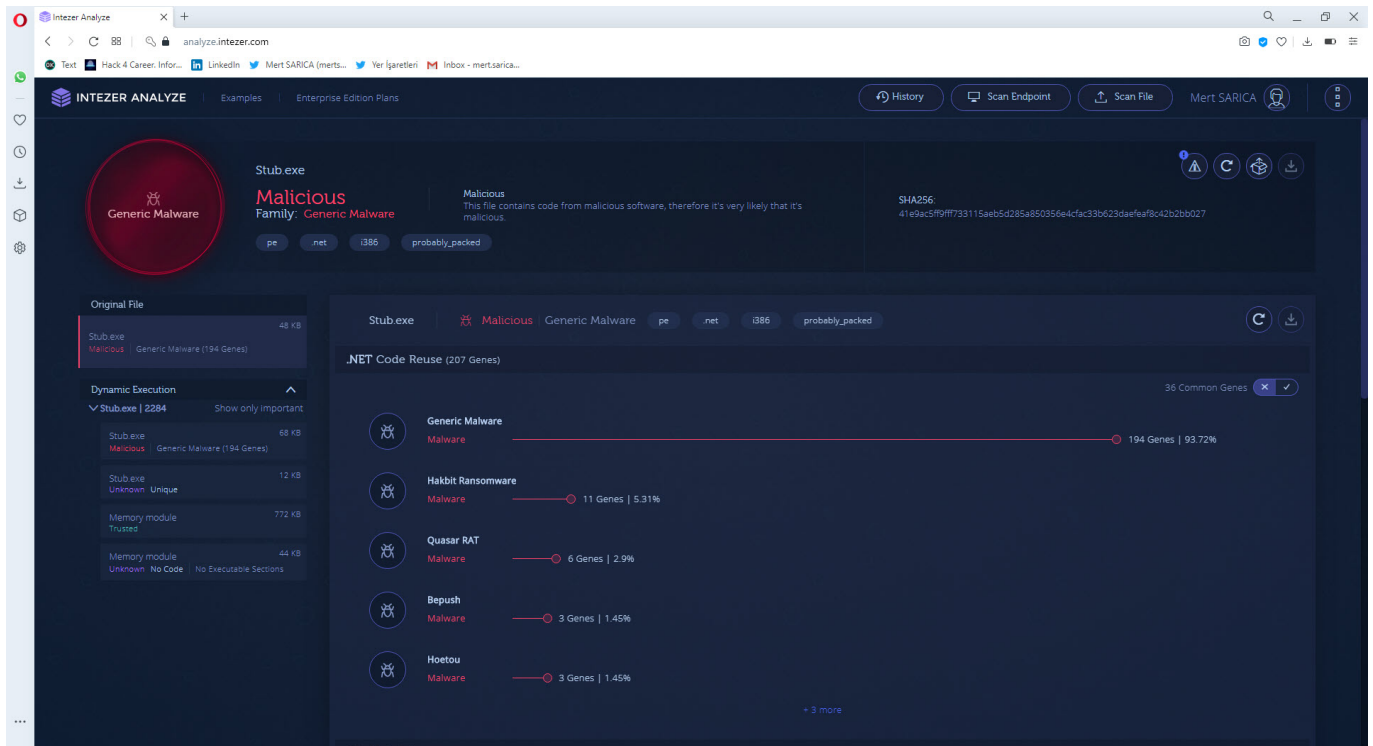 Intezer Analyze
analyze.intezer.com
Text Hack 4 Career. Infor... LinkedIn Mert SARICA (merts... Yer İşaretleri Inbox - mert.sarica...
INTEZER ANALYZE Examples Enterprise Edition Plans History Scan Endpoint Scan File Mert SARICA
Generic Malware
Stub.exe
Malicious
Family: Generic Malware
pe .net i386 probably_packed
Malicious
This file contains code from malicious software, therefore it's very likely that it's
malicious.
SHA256:
41e9ac5ff9fff733115aeb5d285a850356e4cfac33b623daefeaf8c42b2bb027
Original File
48 KB
Stub.exe
Malicious Generic Malware (194 Genes)
Dynamic Execution
Stub.exe | 2284 Show only important
Stub.exe 68 KB
Malicious Generic Malware (194 Genes)
Stub.exe 12 KB
Unknown Unique
Memory module 772 KB
Trusted
Memory module 44 KB
Unknown No Code No Executable Sections
Stub.exe Malicious Generic Malware pe .net i386 probably_packed
.NET Code Reuse (207 Genes)
36 Common Genes
Generic Malware
Malware 194 Genes | 93.72%
Hakbit Ransomware
Malware 11 Genes | 5.31%
Quasar RAT
Malware 6 Genes | 2.9%
Bepush
Malware 3 Genes | 1.45%
Hoetou
Malware 3 Genes | 1.45%
+ 3 more